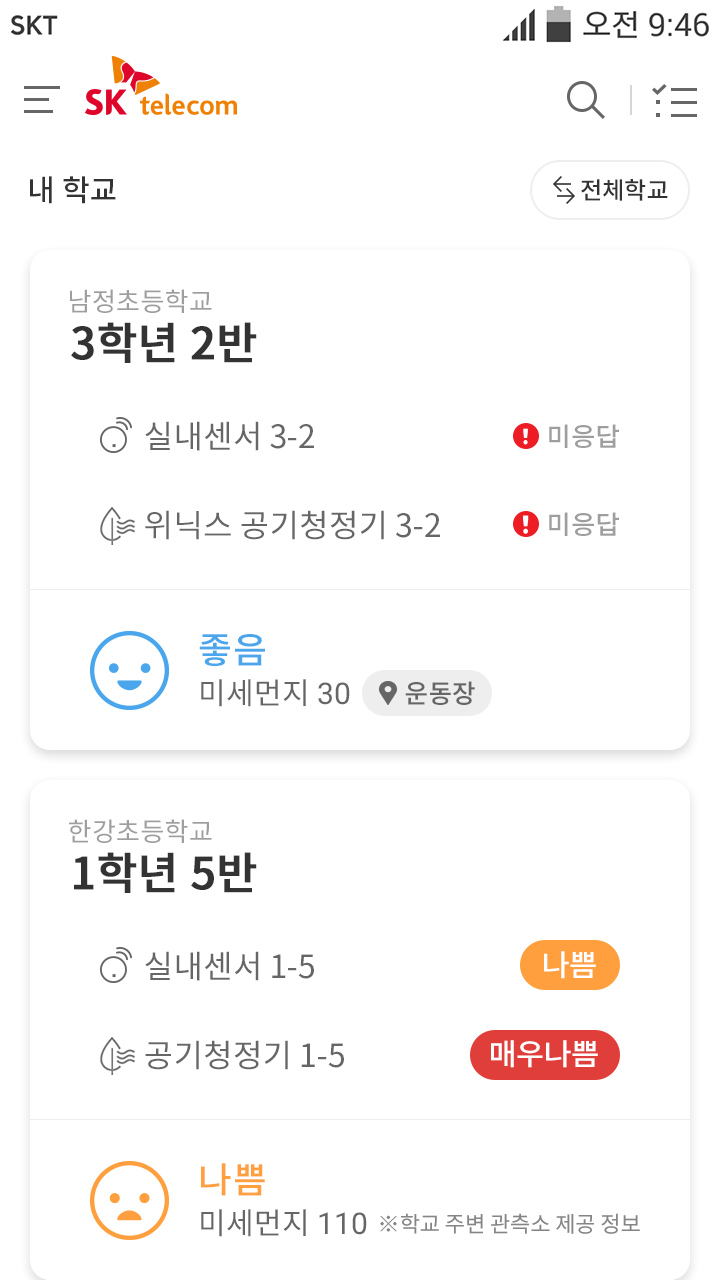 SKT 오전 9:46
SK telecom
내 학교 전체학교
남정초등학교
3학년 2반
실내센서 3-2 미응답
위닉스 공기청정기 3-2 미응답
좋음
미세먼지 30 운동장
한강초등학교
1학년 5반
실내센서 1-5 나쁨
공기청정기 1-5 매우나쁨
나쁨
미세먼지 110 ※학교 주변 관측소 제공 정보